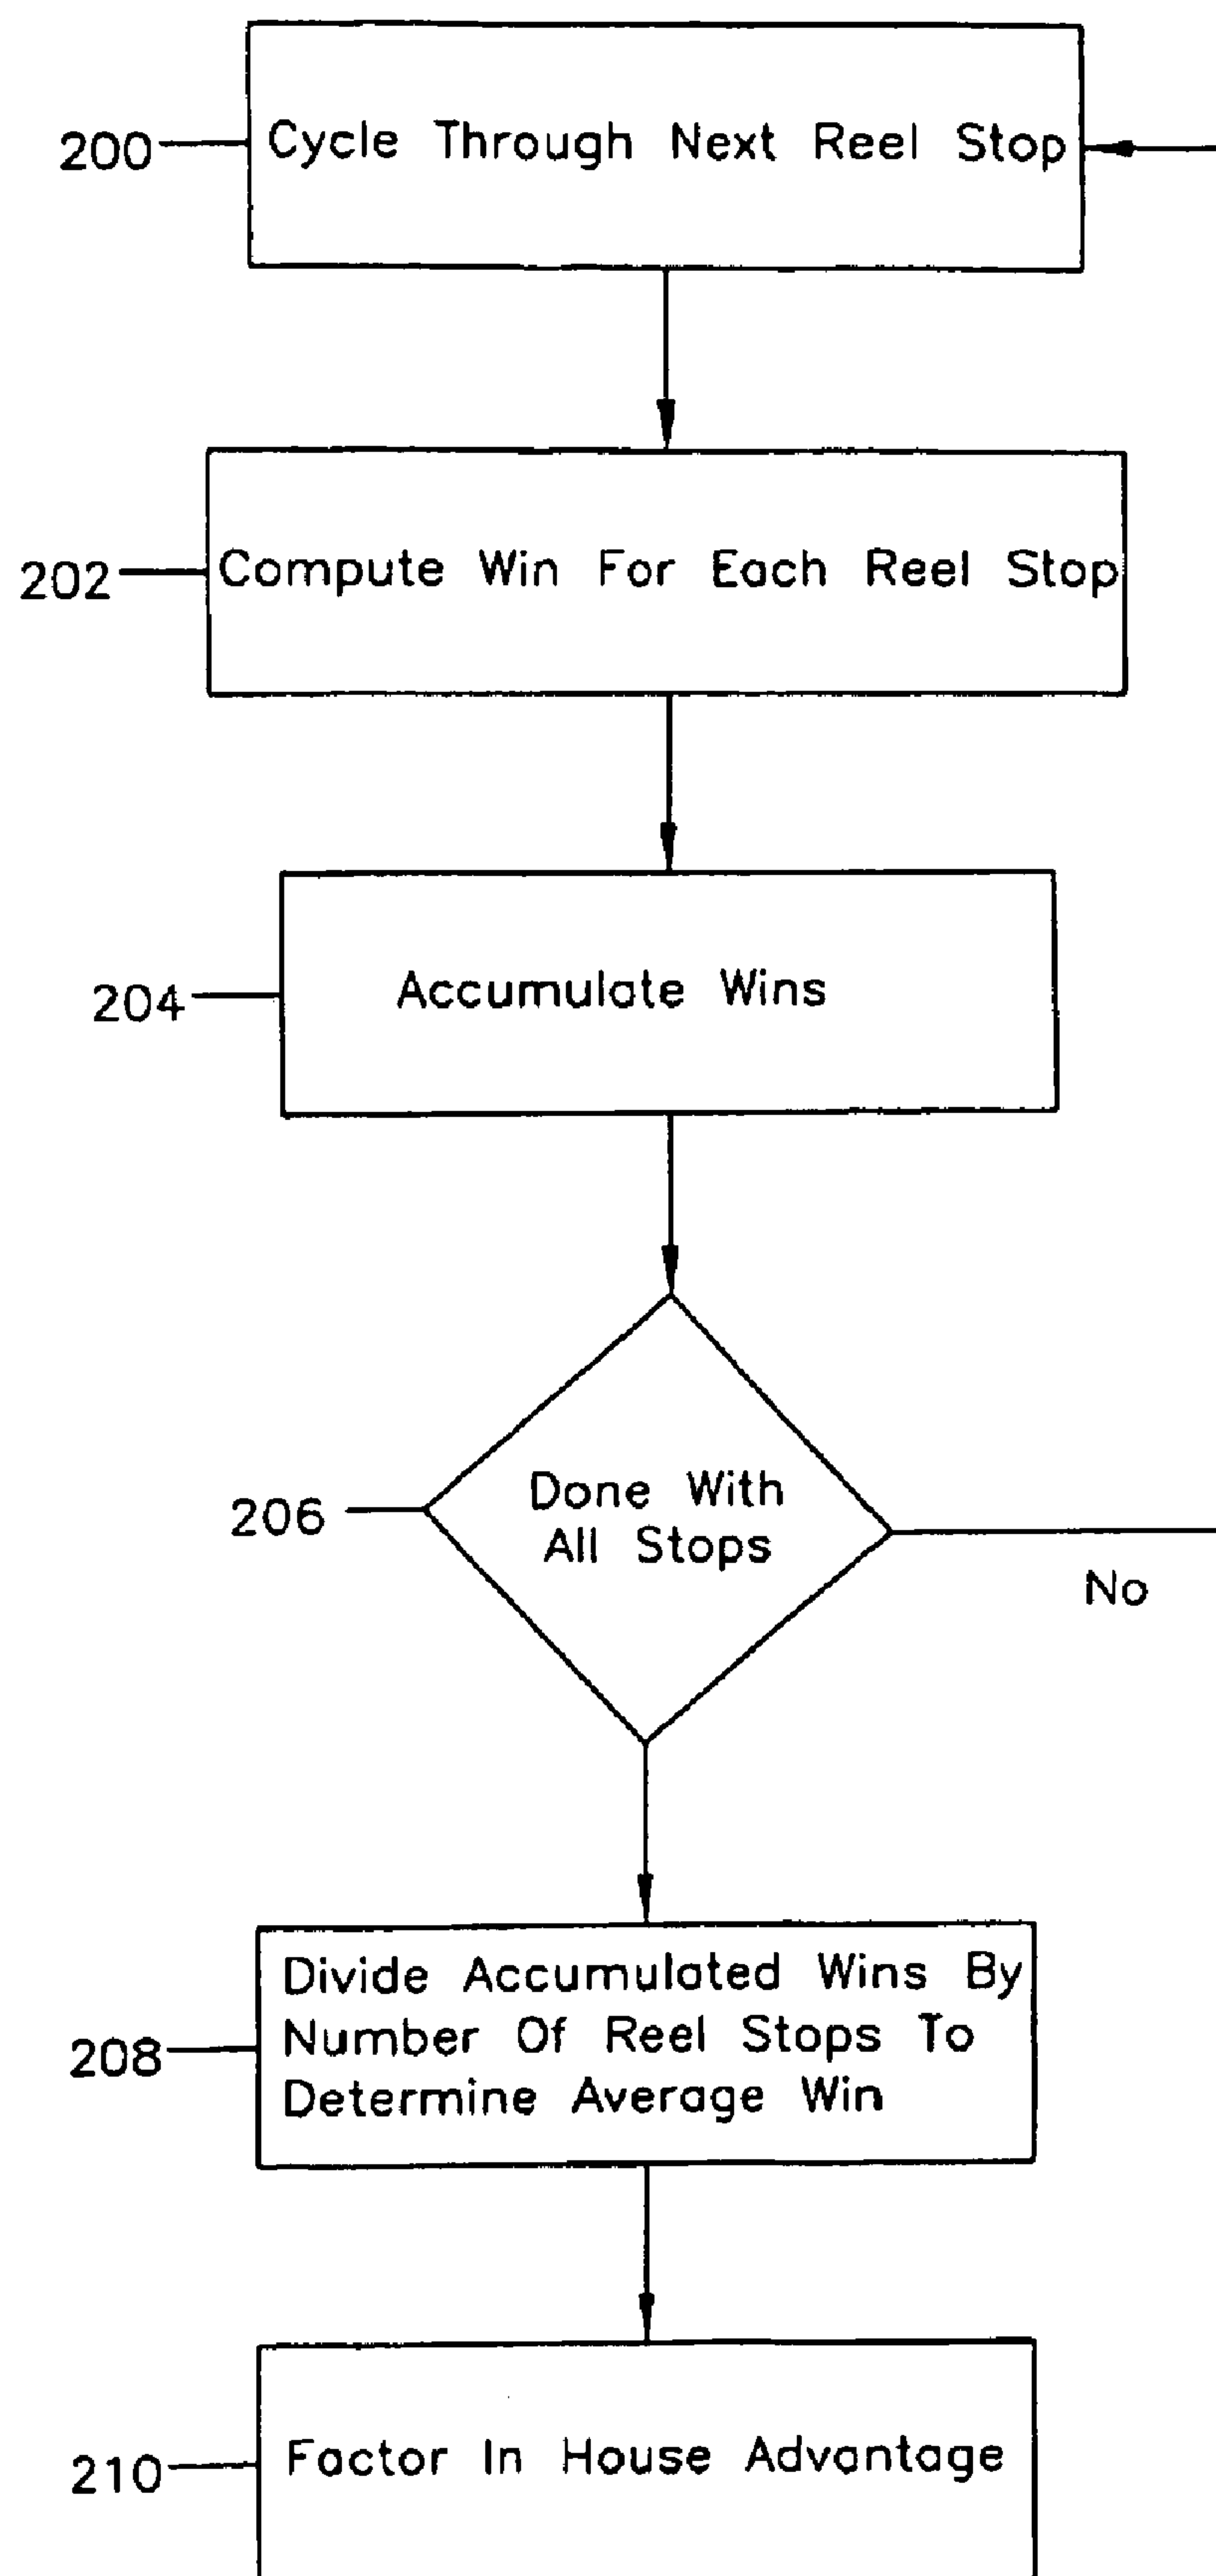 200
Cycle Through Next Reel Stop
202
Compute Win For Each Reel Stop
204
Accumulate Wins
206
Done With
All Stops
No
208
Divide Accumulated Wins By
Number Of Reel Stops To
Determine Average Win
210
Factor In House Advantage